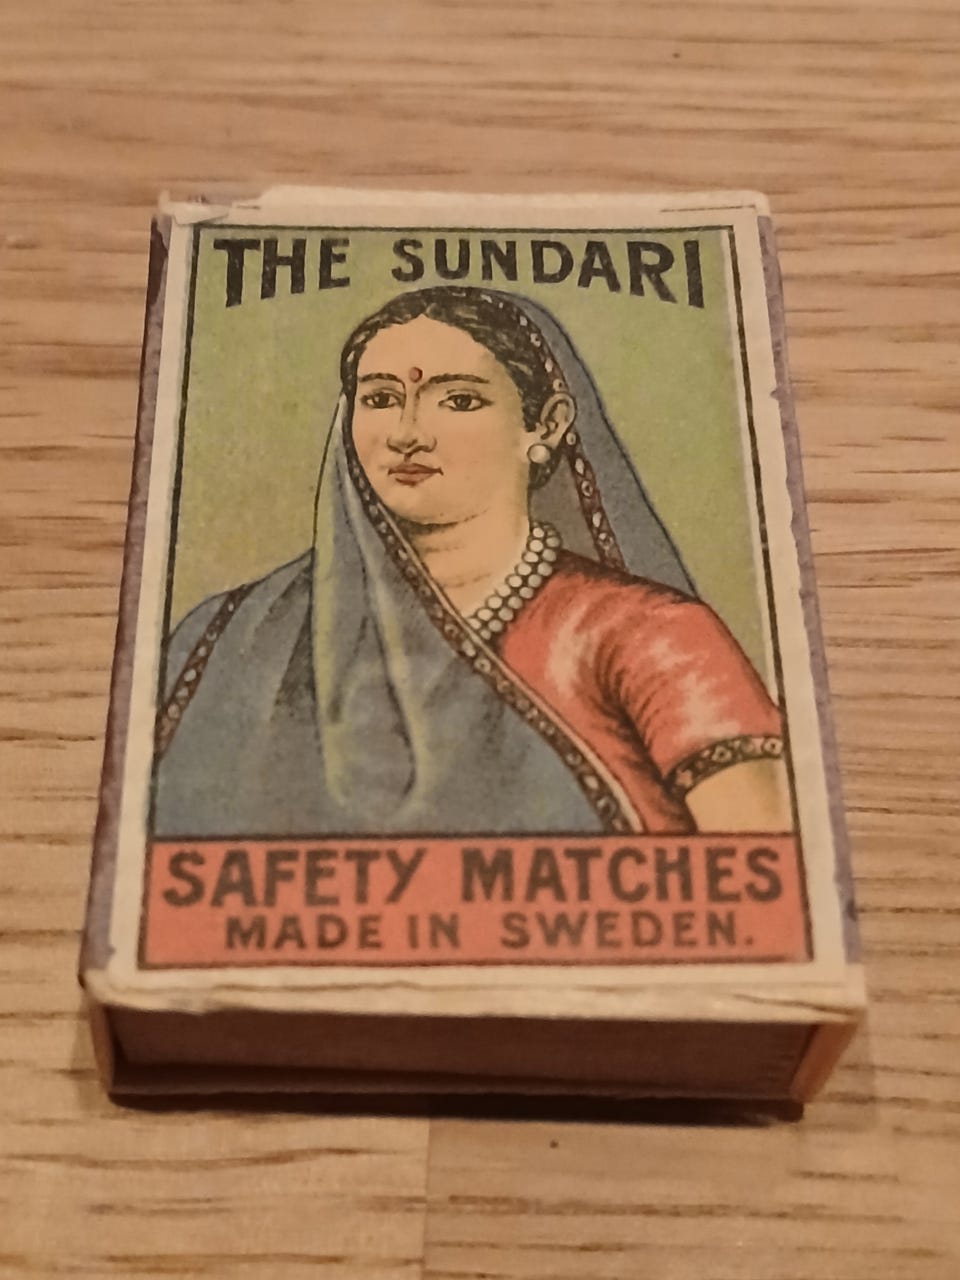 THE SUNDARI
SAFETY MATCHES
MADE IN SWEDEN.